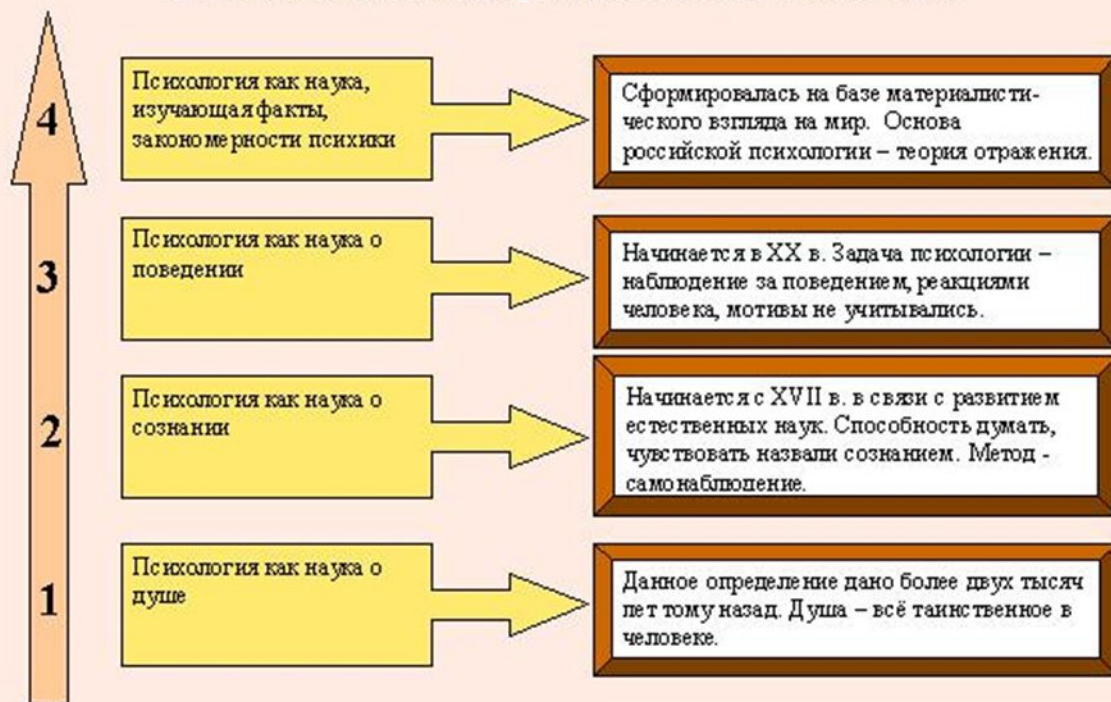 4
Психология как наука,
изучающая факты,
закономерности психики
Сформировалась на базе материалисти-
ческого взгляда на мир. Основа
российской психологии – теория отражения.
3
Психология как наука о
поведении
Начинается в XX в. Задача психологии –
наблюдение за поведением, реакциями
человека, мотивы не учитывались.
2
Психология как наука о
сознании
Начинается с XVII в. в связи с развитием
естественных наук. Способность думать,
чувствовать назвали сознанием. Метод -
самонаблюдение.
1
Психология как наука о
душе
Данное определение дано более двух тысяч
лет тому назад. Душа – всё таинственное в
человеке.